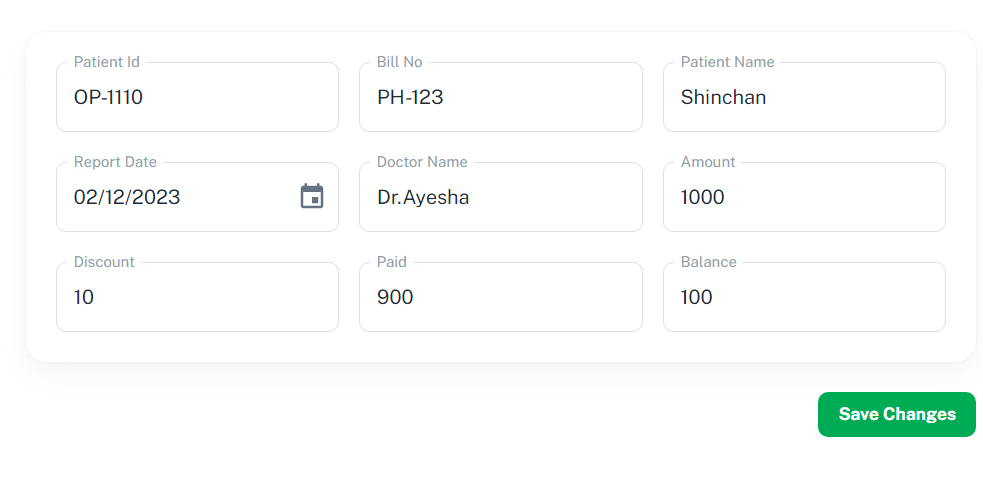 Patient Id Bill No Patient Name
OP-1110 PH-123 Shinchan
Report Date Doctor Name Amount
02/12/2023 Dr.Ayesha 1000
Discount Paid Balance
10 900 100
Save Changes